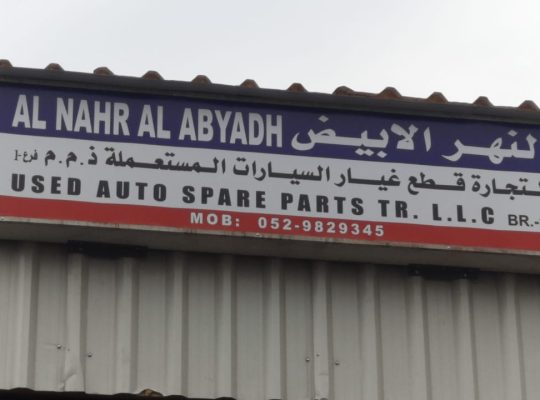 AL NAHR AL ABYADH النهر الابيض
لتجارة قطع غيار السيارات المستعملة ذ.م.م فرع-1
USED AUTO SPARE PARTS TR. L.L.C BR.-
MOB: 052-9829345